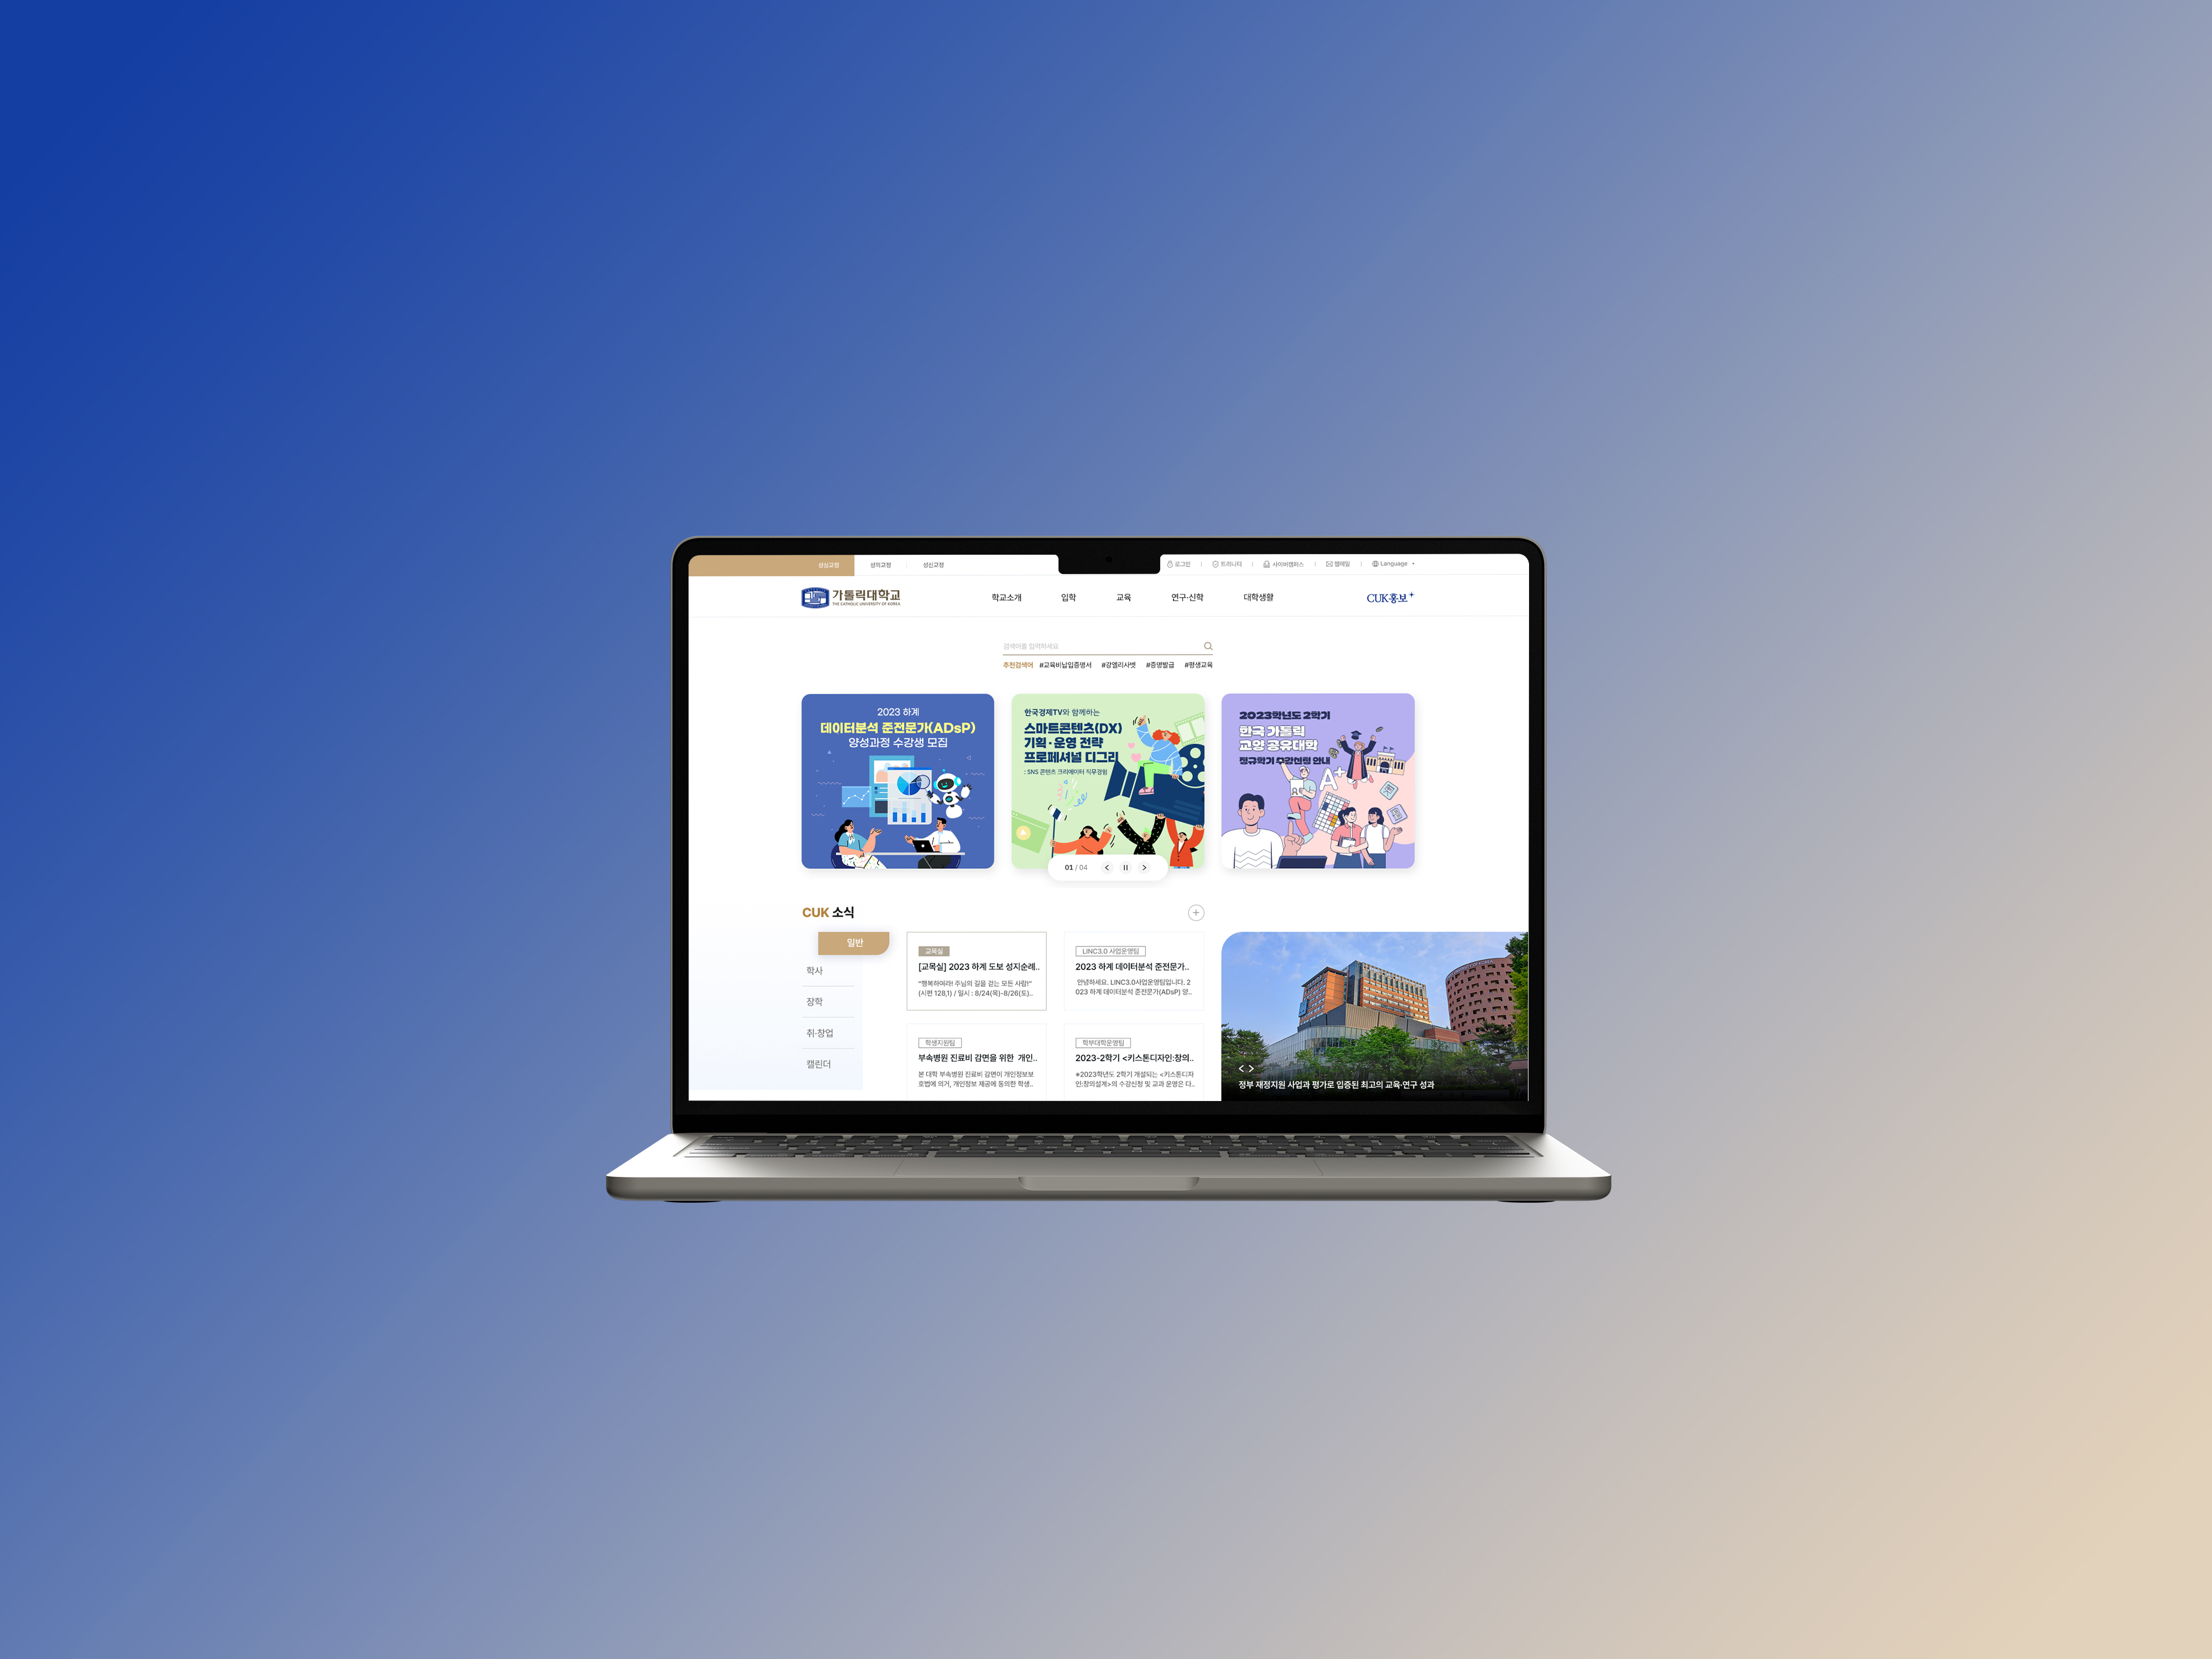 성심교정
성의교정
성신교정
로그인
트리니티
사이버캠퍼스
웹메일
Language
가톨릭대학교
THE CATHOLIC UNIVERSITY OF KOREA
학교소개
입학
교육
연구·신학
대학생활
CUK·홍보
검색어를 입력하세요
추천검색어 #교육비납입증명서 #강엘리사벳 #증명발급 #평생교육
2023 하계
데이터분석 준전문가(ADsP)
양성과정 수강생 모집
한국경제TV와 함께하는
스마트콘텐츠(DX)
기획·운영 전략
프로페셔널 디그리
: SNS 콘텐츠 크리에이터 직무경험
01 / 04
2023학년도 2학기
한국 가톨릭
교양 공유대학
정규학기 수강신청 안내
A+
CUK 소식
일반
학사
장학
취·창업
캘린더
교목실
[교목실] 2023 하계 도보 성지순례..
"행복하여라! 주님의 길을 걷는 모든 사람!"
(시편 128,1) / 일시 : 8/24(목)-8/26(토)..
LINC3.0 사업운영팀
2023 하계 데이터분석 준전문가..
안녕하세요. LINC3.0사업운영팀입니다. 2
023 하계 데이터분석 준전문가(ADsP) 양..
학생지원팀
부속병원 진료비 감면을 위한 개인..
본 대학 부속병원 진료비 감면이 개인정보보
호법에 의거, 개인정보 제공에 동의한 학생..
학부대학운영팀
2023-2학기 <키스톤디자인:창의..
※2023학년도 2학기 개설되는 <키스톤디자
인:창의설계>의 수강신청 및 교과 운영은 다..
정부 재정지원 사업과 평가로 입증된 최고의 교육·연구 성과